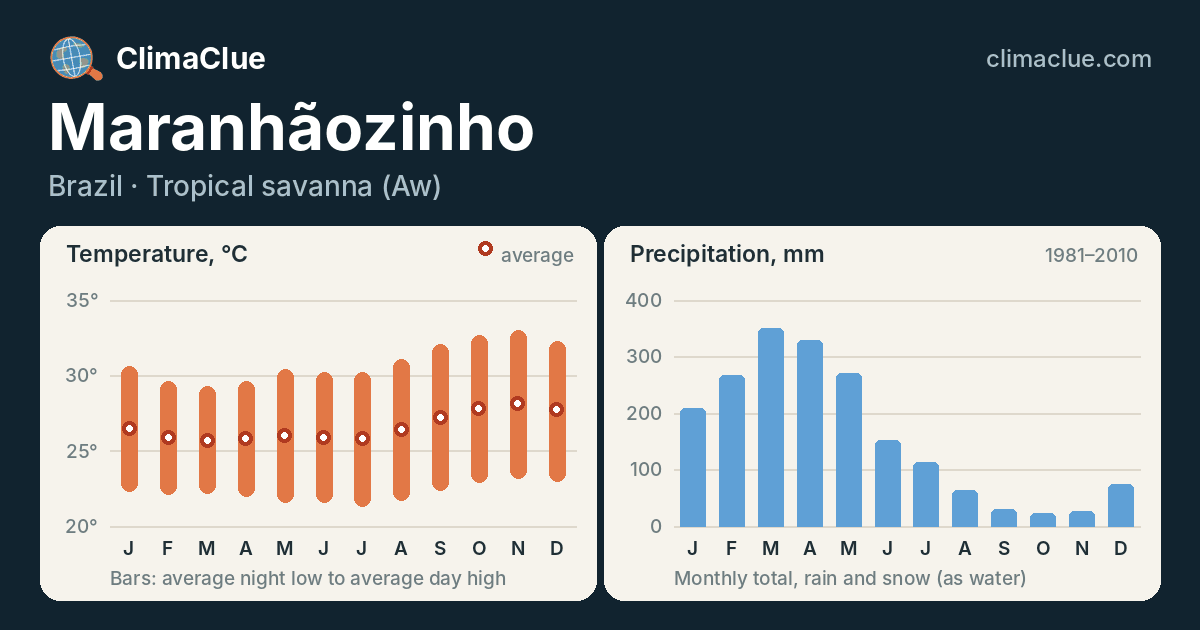 ClimaClue
climaclue.com
Maranhãozinho
Brazil · Tropical savanna (Aw)
Temperature, °C
average
35°
30°
25°
20°
J F M A M J J A S O N D
Bars: average night low to average day high
Precipitation, mm
1981–2010
400
300
200
100
0
J F M A M J J A S O N D
Monthly total, rain and snow (as water)